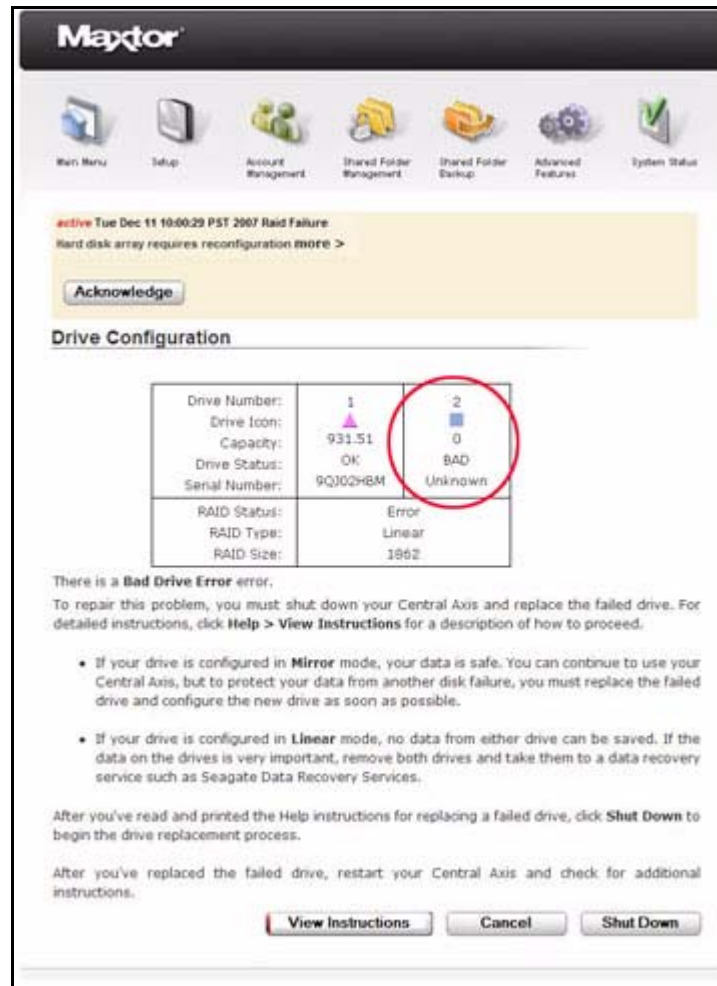 Maxtor
Main Menu
Setup
Account Management
Shared Folder Management
Shared Folder Backup
Advanced Features
System Status
active Tue Dec 11 10:00:29 PST 2007 Raid Failure
Hard disk array requires reconfiguration more >
Acknowledge
Drive Configuration
Drive Number: 1 2
Drive Icon:
Capacity: 931.51 0
Drive Status: OK BAD
Serial Number: 9QJ02HBM Unknown
RAID Status: Error
RAID Type: Linear
RAID Size: 1862
There is a Bad Drive Error error.
To repair this problem, you must shut down your Central Axis and replace the failed drive. For
detailed instructions, click Help > View Instructions for a description of how to proceed.
• If your drive is configured in Mirror mode, your data is safe. You can continue to use your
Central Axis, but to protect your data from another disk failure, you must replace the failed
drive and configure the new drive as soon as possible.
• If your drive is configured in Linear mode, no data from either drive can be saved. If the
data on the drives is very important, remove both drives and take them to a data recovery
service such as Seagate Data Recovery Services.
After you've read and printed the Help instructions for replacing a failed drive, click Shut Down to
begin the drive replacement process.
After you've replaced the failed drive, restart your Central Axis and check for additional
instructions.
View Instructions
Cancel
Shut Down